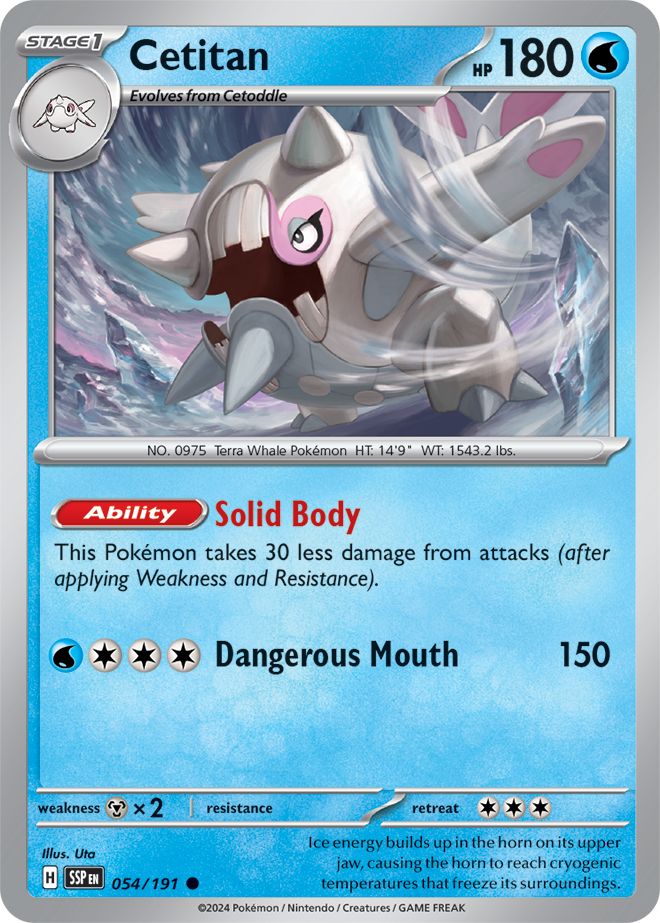 STAGE1
Cetitan
HP 180
Evolves from Cetoddle
NO. 0975 Terra Whale Pokémon HT: 14'9" WT: 1543.2 lbs.
Ability Solid Body
This Pokémon takes 30 less damage from attacks (after
applying Weakness and Resistance).
Dangerous Mouth 150
weakness ×2 resistance retreat
Illus. Uta
Ice energy builds up in the horn on its upper
jaw, causing the horn to reach cryogenic
temperatures that freeze its surroundings.
H SSP EN 054/191
©2024 Pokémon / Nintendo / Creatures / GAME FREAK